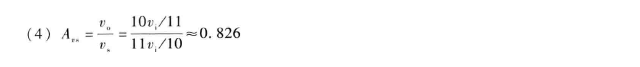 (4) A_{vs} = \frac{v_o}{v_s} = \frac{10v_i/11}{11v_i/10} ≈ 0.826